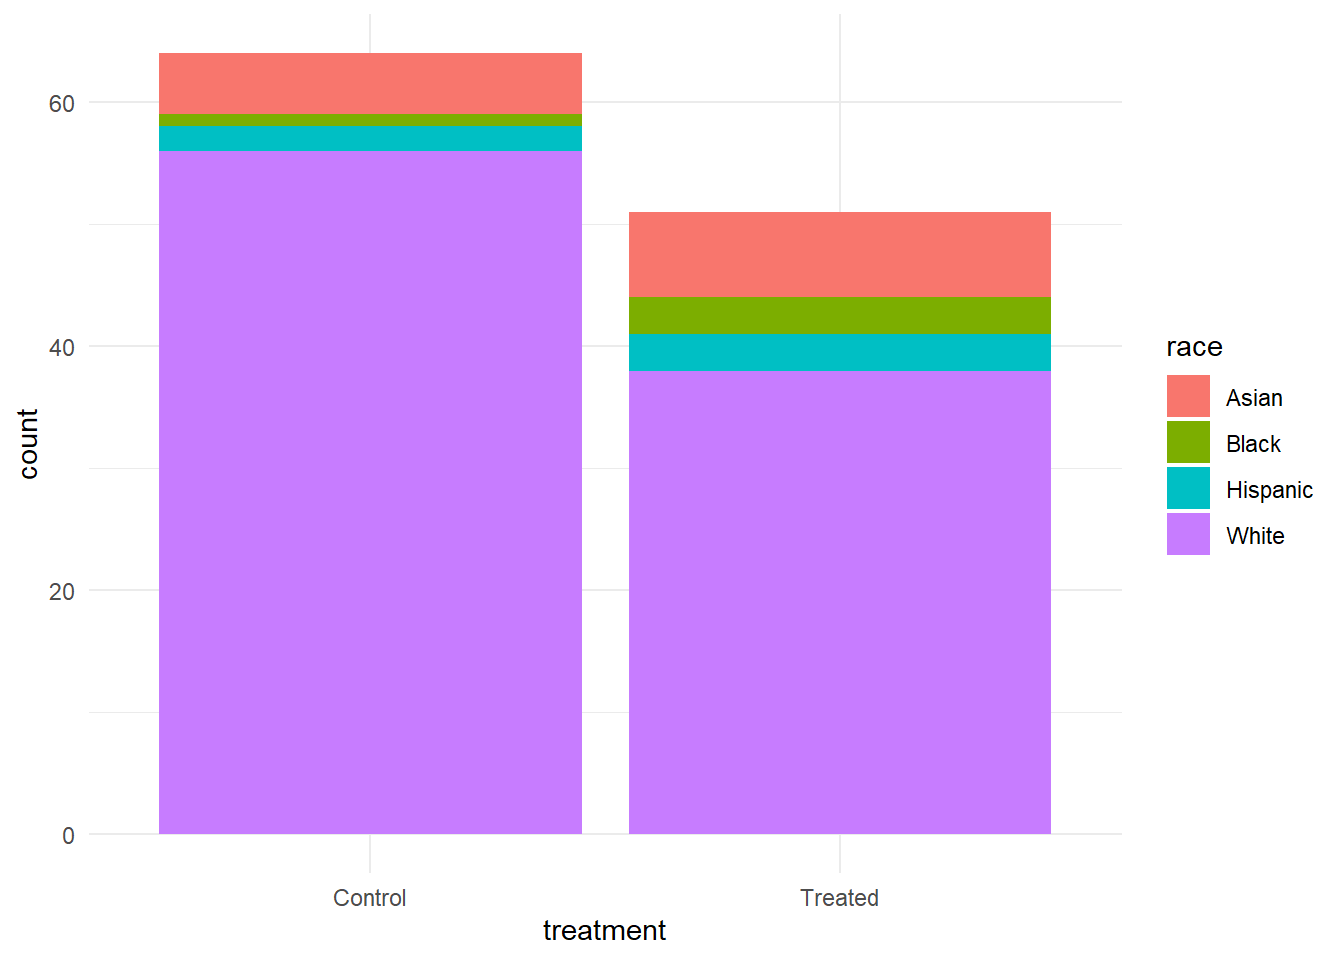 60
40
20
0
count
Control
Treated
treatment
race
Asian
Black
Hispanic
White